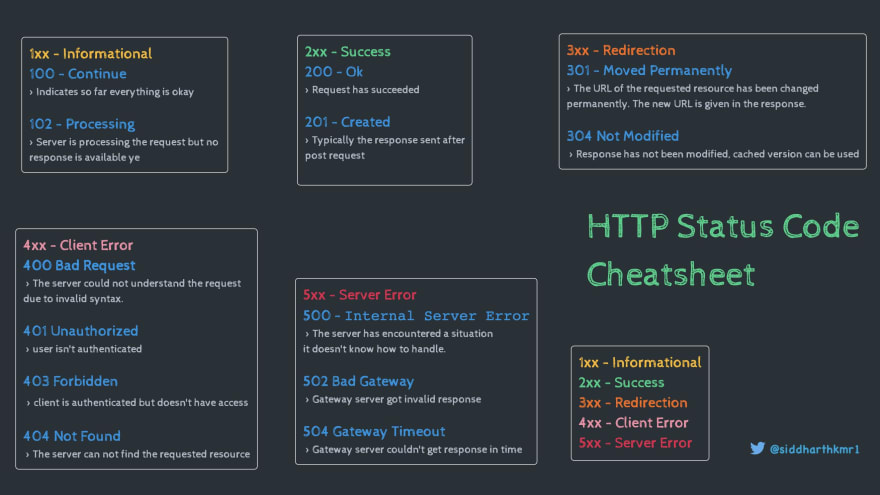 1xx - Informational
100 - Continue
› Indicates so far everything is okay
102 - Processing
› Server is processing the request but no
response is available ye
2xx - Success
200 - Ok
› Request has succeeded
201 - Created
› Typically the response sent after
post request
3xx - Redirection
301 - Moved Permanently
› The URL of the requested resource has been changed
permanently. The new URL is given in the response.
304 Not Modified
› Response has not been modified, cached version can be used
HTTP Status Code
Cheatsheet
4xx - Client Error
400 Bad Request
› The server could not understand the request
due to invalid syntax.
401 Unauthorized
› user isn't authenticated
403 Forbidden
› client is authenticated but doesn't have access
404 Not Found
› The server can not find the requested resource
5xx - Server Error
500 - Internal Server Error
› The server has encountered a situation
it doesn't know how to handle.
502 Bad Gateway
› Gateway server got invalid response
504 Gateway Timeout
› Gateway server couldn't get response in time
1xx - Informational
2xx - Success
3xx - Redirection
4xx - Client Error
5xx - Server Error
@siddharthkmr1